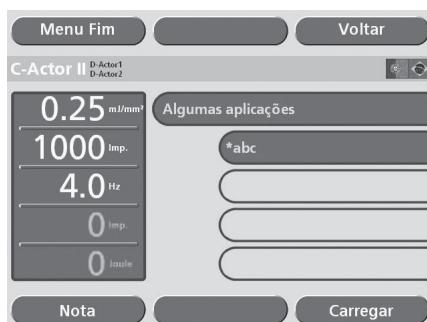 Menu Fim
Voltar
C-Actor II D-Actor1
D-Actor2
0.25 mJ/mm²
1000 Imp.
4.0 Hz
0 Imp.
0 Joule
Algumas aplicações
*abc
Nota
Carregar